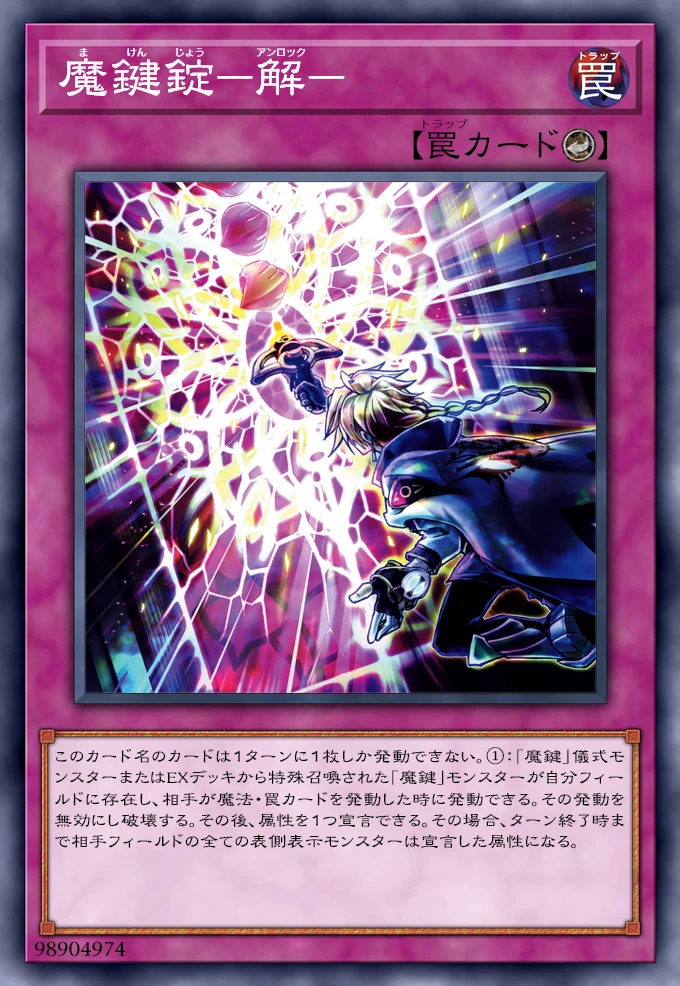 魔鍵錠－解－
ま けん じょう アンロック
トラップ
罠
トラップ
【罠カード】
このカード名のカードは1ターンに1枚しか発動できない。①：「魔鍵」儀式モ
ンスターまたはEXデッキから特殊召喚された「魔鍵」モンスターが自分フィー
ルドに存在し、相手が魔法・罠カードを発動した時に発動できる。その発動を
無効にし破壊する。その後、属性を1つ宣言できる。その場合、ターン終了時ま
で相手フィールドの全ての表側表示モンスターは宣言した属性になる。
98904974